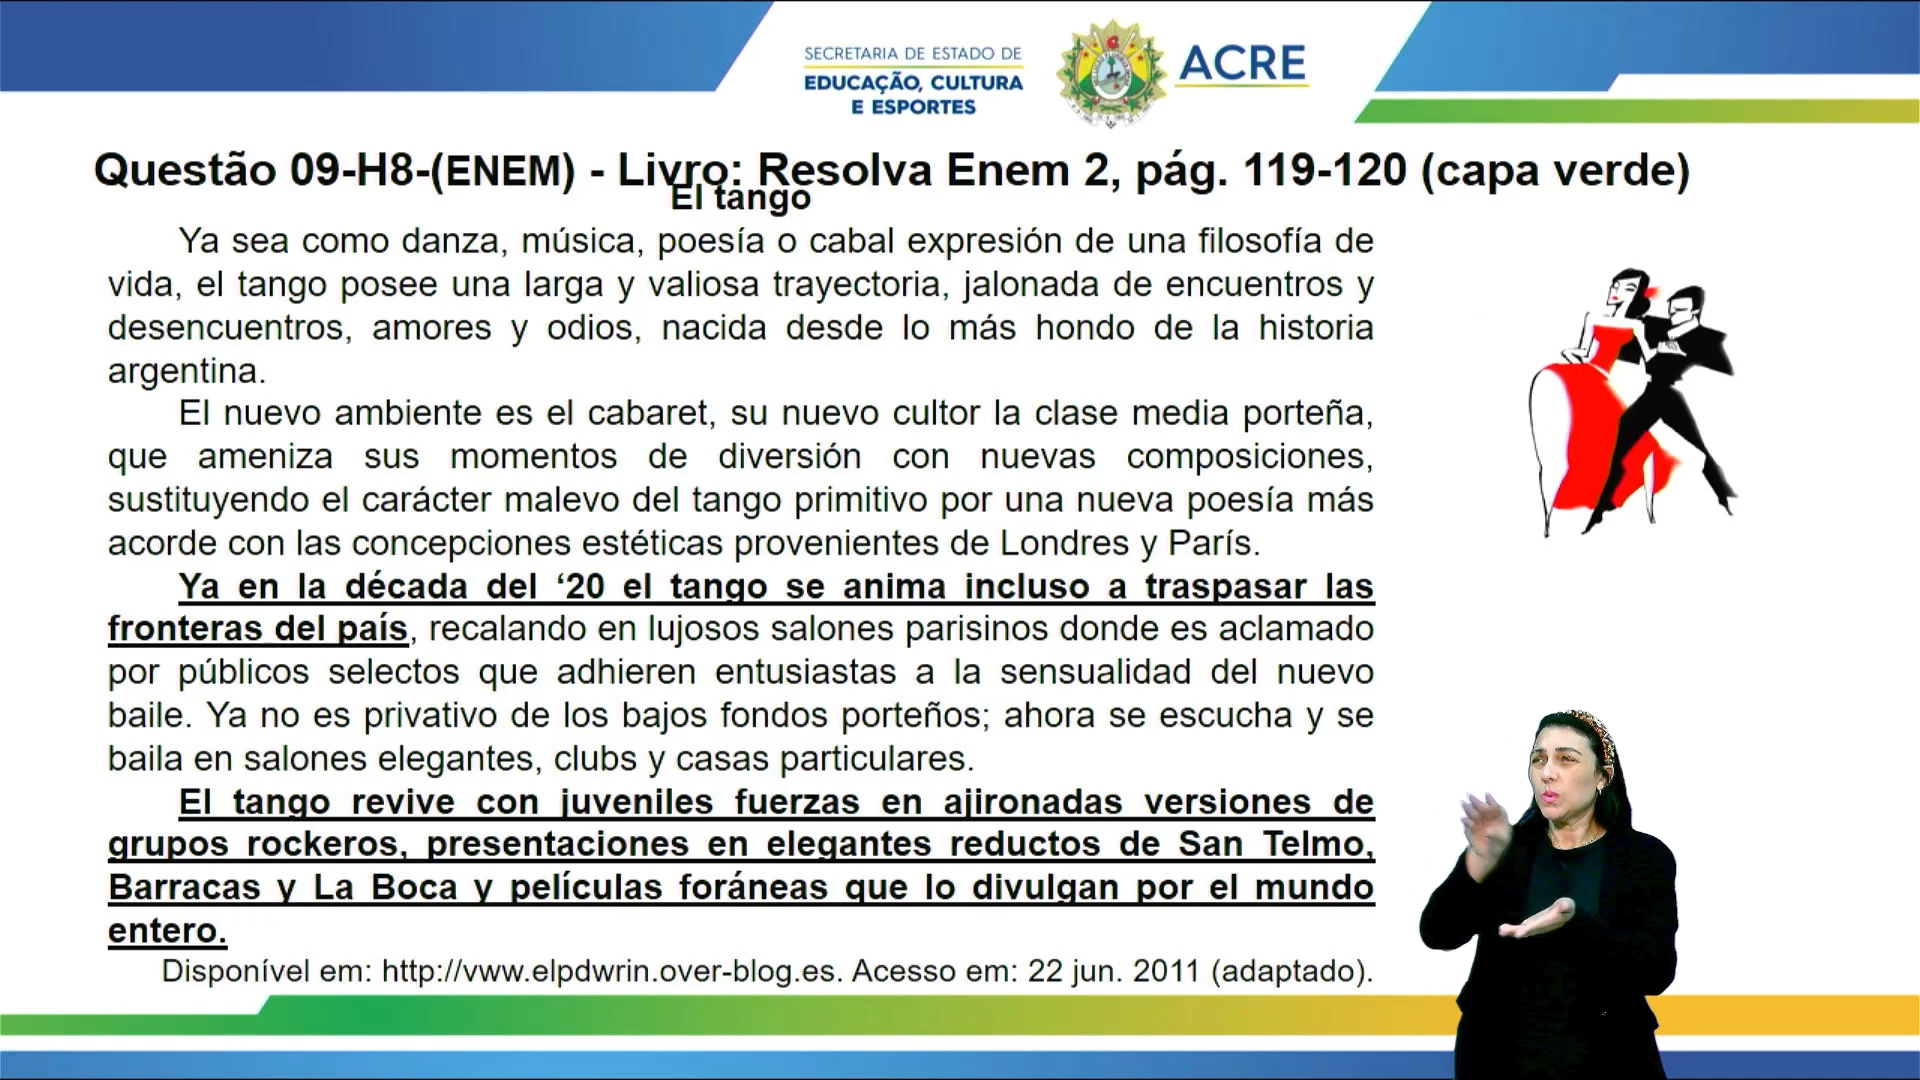 SECRETARIA DE ESTADO DE
EDUCAÇÃO, CULTURA
E ESPORTES
ACRE
Questão 09-H8-(ENEM) - Livro: Resolva Enem 2, pág. 119-120 (capa verde)
El tango
Ya sea como danza, música, poesía o cabal expresión de una filosofía de
vida, el tango posee una larga y valiosa trayectoria, jalonada de encuentros y
desencuentros, amores y odios, nacida desde lo más hondo de la historia
argentina.
El nuevo ambiente es el cabaret, su nuevo cultor la clase media porteña,
que ameniza sus momentos de diversión con nuevas composiciones,
sustituyendo el carácter malevo del tango primitivo por una nueva poesía más
acorde con las concepciones estéticas provenientes de Londres y París.
Ya en la década del ‘20 el tango se anima incluso a traspasar las
fronteras del país, recalando en lujosos salones parisinos donde es aclamado
por públicos selectos que adhieren entusiastas a la sensualidad del nuevo
baile. Ya no es privativo de los bajos fondos porteños; ahora se escucha y se
baila en salones elegantes, clubs y casas particulares.
El tango revive con juveniles fuerzas en ajironadas versiones de
grupos rockeros, presentaciones en elegantes reductos de San Telmo,
Barracas y La Boca y películas foráneas que lo divulgan por el mundo
entero.
Disponível em: http://vww.elpdwrin.over-blog.es. Acesso em: 22 jun. 2011 (adaptado).